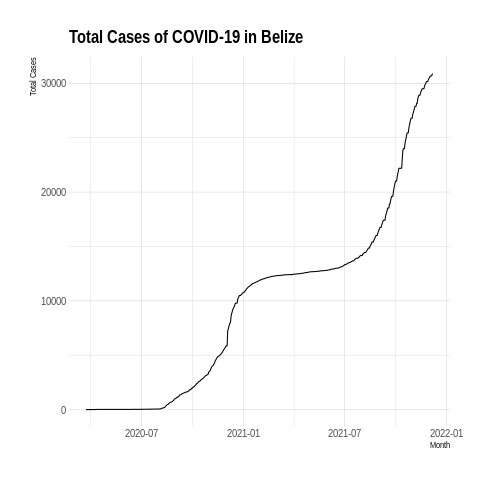 Total Cases of COVID-19 in Belize
Total Cases
30000
20000
10000
0
2020-07 2021-01 2021-07 2022-01
Month